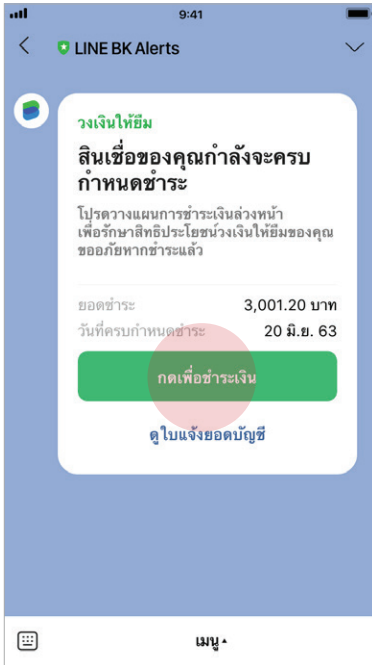 9:41
LINE BK Alerts
วงเงินให้ยืม
สินเชื่อของคุณกำลังจะครบ
กำหนดชำระ
โปรดวางแผนการชำระเงินล่วงหน้า
เพื่อรักษาสิทธิประโยชน์วงเงินให้ยืมของคุณ
ขออภัยหากชำระแล้ว
ยอดชำระ 3,001.20 บาท
วันที่ครบกำหนดชำระ 20 มิ.ย. 63
กดเพื่อชำระเงิน
ดูใบแจ้งยอดบัญชี
เมนู